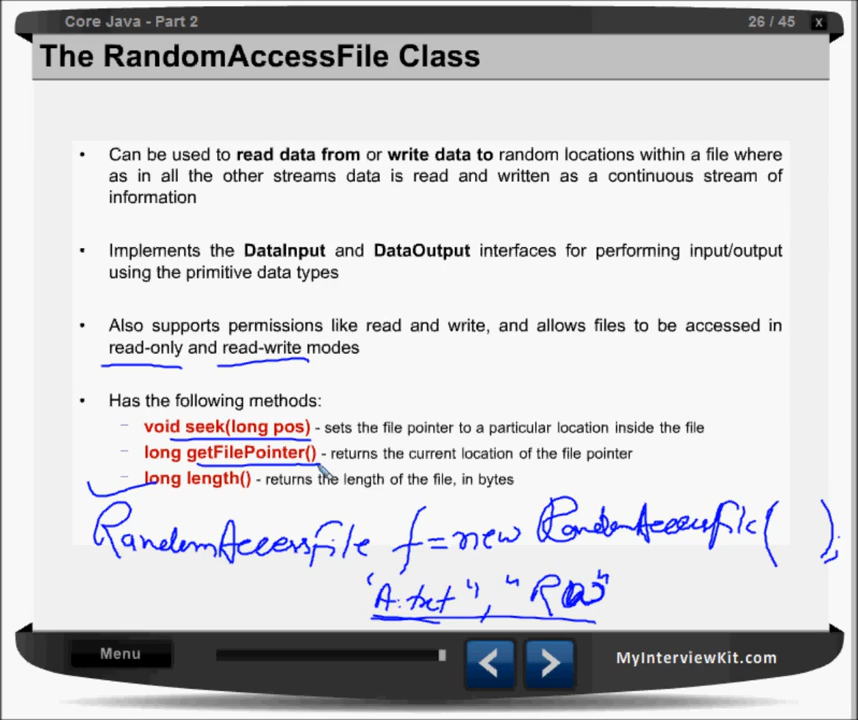 Core Java - Part 2
26 / 45
X
The RandomAccessFile Class
• Can be used to read data from or write data to random locations within a file where
as in all the other streams data is read and written as a continuous stream of
information
• Implements the DataInput and DataOutput interfaces for performing input/output
using the primitive data types
• Also supports permissions like read and write, and allows files to be accessed in
read-only and read-write modes
• Has the following methods:
– void seek(long pos) - sets the file pointer to a particular location inside the file
– long getFilePointer() - returns the current location of the file pointer
– long length() - returns the length of the file, in bytes
RandomAccessFile f = new RandomAccessFile( );
"A.txt", "RW"
Menu
MyInterviewKit.com